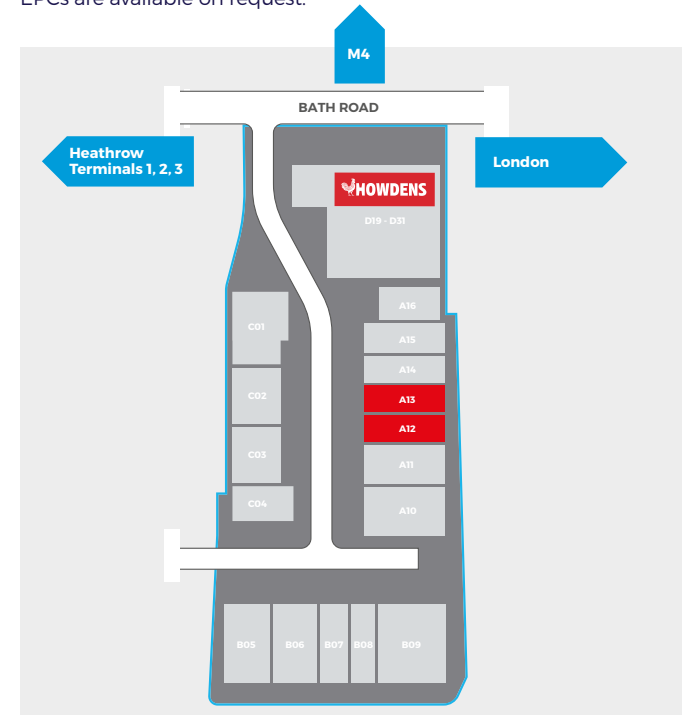 EPCs are available on request.
M4
BATH ROAD
Heathrow
Terminals 1, 2, 3
London
HOWDENS
D19 - D31
A16
C01
A15
A14
C02
A13
A12
C03
A11
C04
A10
B05
B06
B07
B08
B09